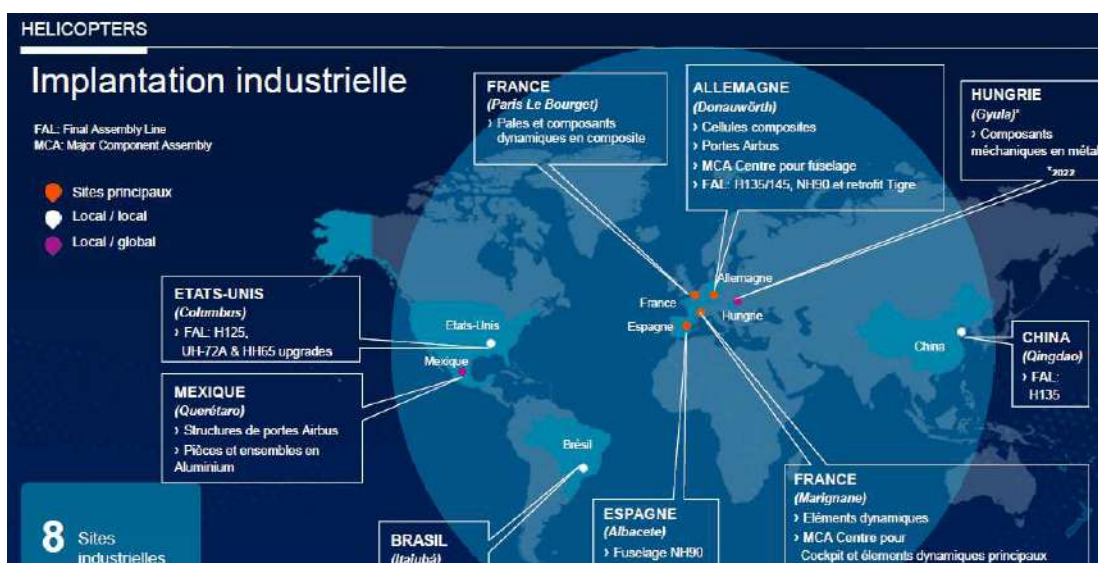 HELICOPTERS
Implantation industrielle
FAL: Final Assembly Line
MCA: Major Component Assembly
Sites principaux
Local / local
Local / global
FRANCE
(Paris Le Bourget)
› Pales et composants
dynamiques en composite
ALLEMAGNE
(Donauwörth)
› Cellules composites
› Portes Airbus
› MCA Centre pour fuselage
› FAL: H135/145, NH90 et retrofit Tigre
HUNGRIE
(Gyula)*
› Composants
méchaniques en métal
*2022
ETATS-UNIS
(Columbus)
› FAL: H125,
UH-72A & HH65 upgrades
MEXIQUE
(Querétaro)
› Structures de portes Airbus
› Pièces et ensembles en
Aluminium
Etats-Unis
Mexique
Brésil
France
Allemagne
Espagne
Hungrie
China
CHINA
(Qingdao)
› FAL:
H135
8 Sites
industrielles
BRASIL
(Itajubá)
ESPAGNE
(Albacete)
› Fuselage NH90
FRANCE
(Marignane)
› Eléments dynamiques
› MCA Centre pour
Cockpit et élements dynamiques principaux